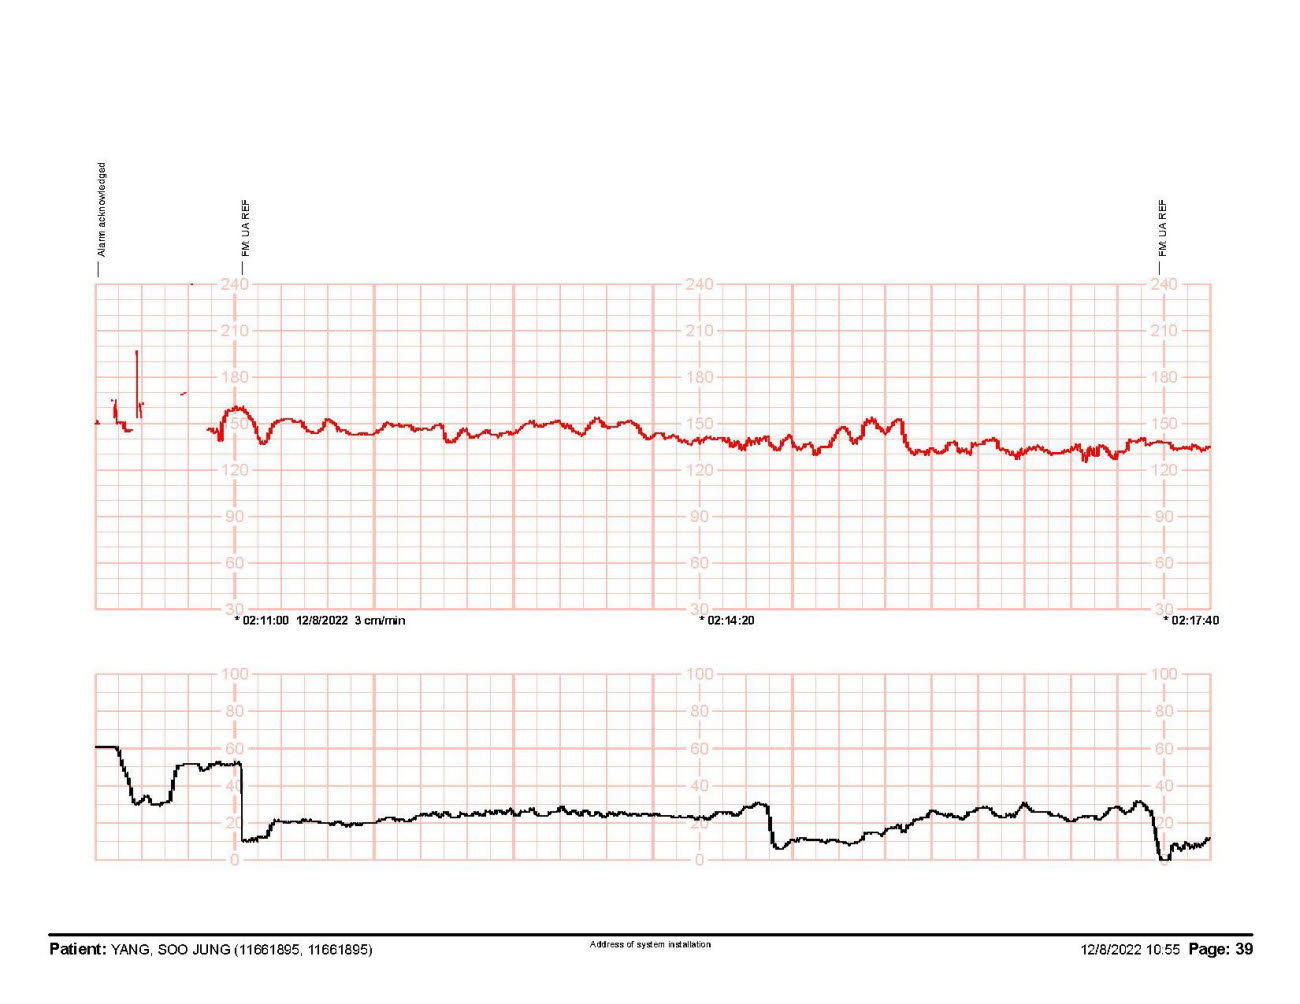 Alarm acknowledged
FM: UA REF
FM: UA REF
240 240 240
210 210 210
180 180 180
150 150 150
120 120 120
90 90 90
60 60 60
30 30 30
* 02:11:00 12/8/2022 3 cm/min * 02:14:20 * 02:17:40
100 100 100
80 80 80
60 60 60
40 40 40
20 20 20
0 0 0
Patient: YANG, SOO JUNG (11661895, 11661895) Address of system installation 12/8/2022 10:55 Page: 39